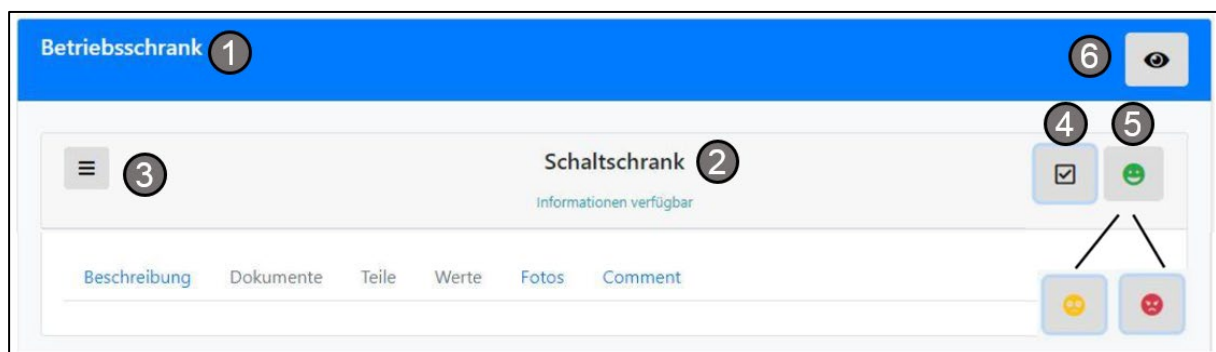 Betriebsschrank 1
6
4 5
3
Schaltschrank 2
Informationen verfügbar
Beschreibung Dokumente Teile Werte Fotos Comment